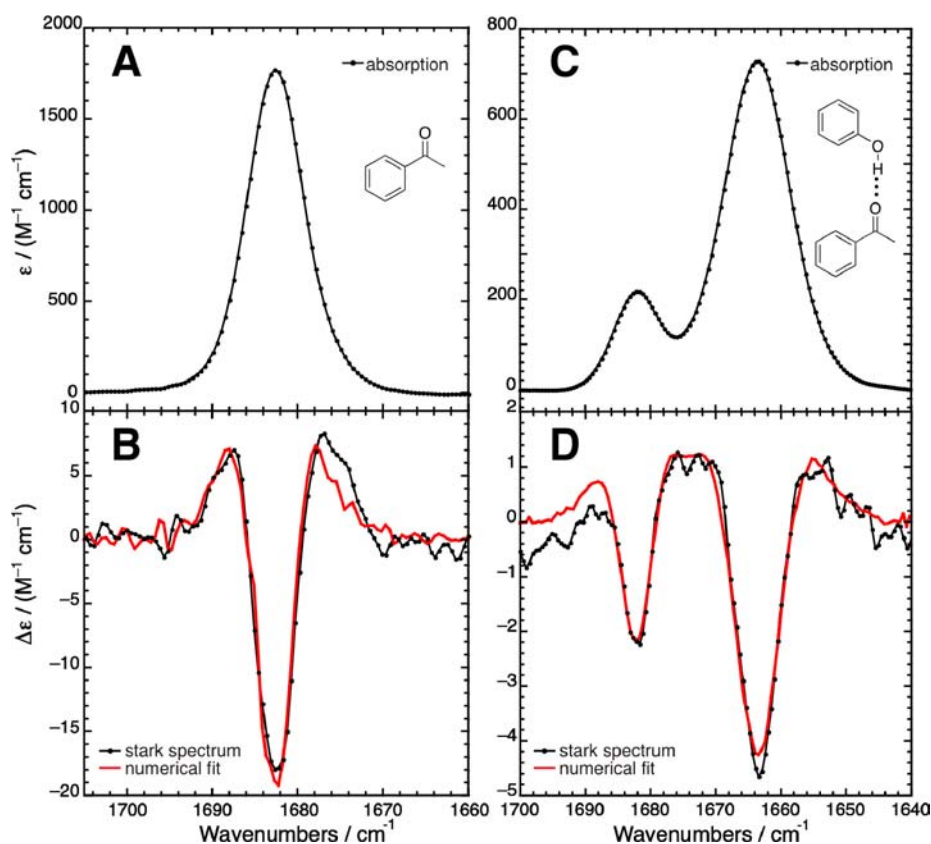 A
absorption
2000
1500
1000
500
0
ε / (M⁻¹ cm⁻¹)
O
C
absorption
800
600
400
200
0
O
H
O
B
10
5
0
−5
−10
−15
−20
Δε / (M⁻¹ cm⁻¹)
stark spectrum
numerical fit
1700 1690 1680 1670 1660
Wavenumbers / cm⁻¹
D
2
1
0
−1
−2
−3
−4
−5
stark spectrum
numerical fit
1700 1690 1680 1670 1660 1650 1640
Wavenumbers / cm⁻¹